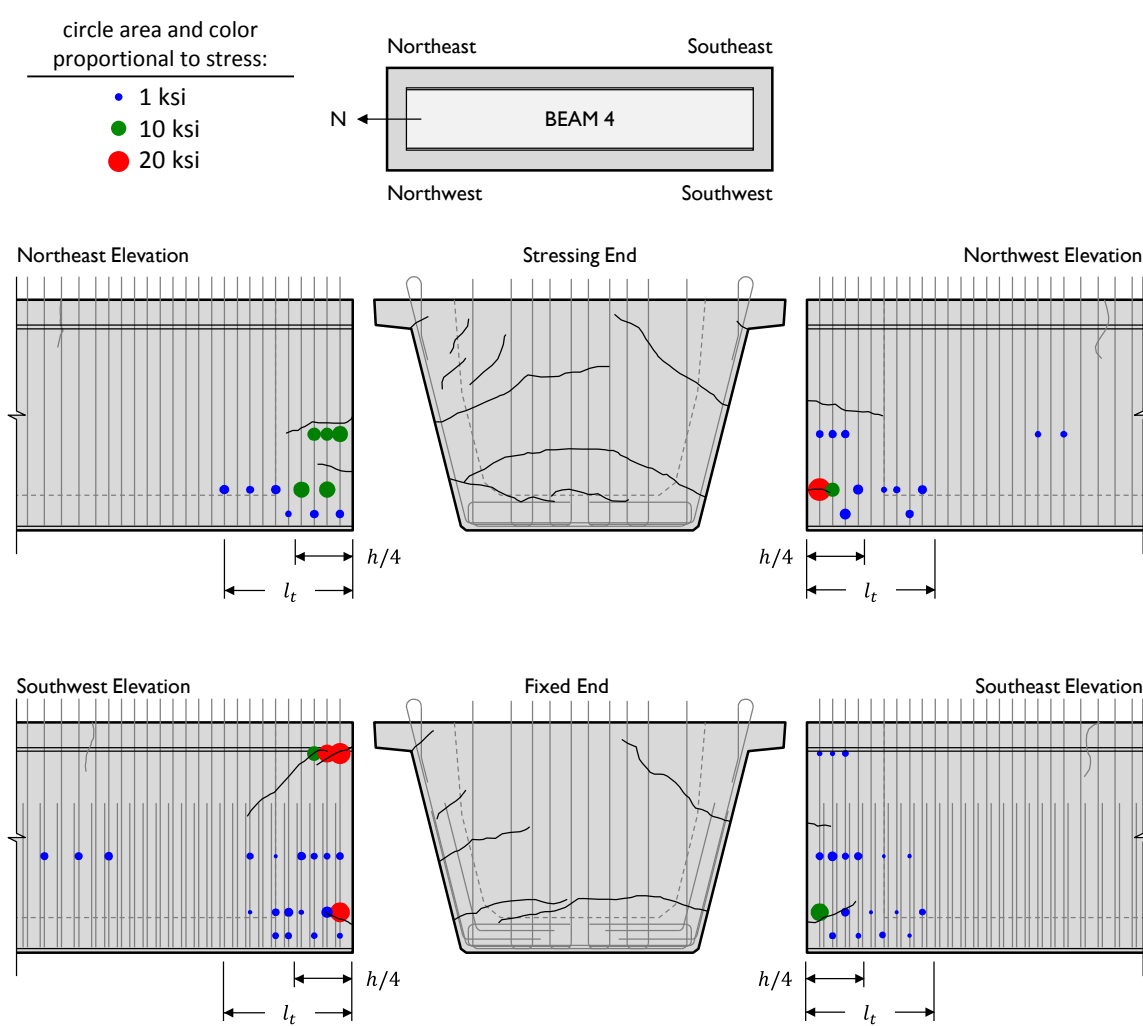 circle area and color
proportional to stress:
1 ksi
10 ksi
20 ksi
Northeast Southeast
N BEAM 4
Northwest Southwest
Northeast Elevation Stressing End Northwest Elevation
h/4 h/4
l_t l_t
Southwest Elevation Fixed End Southeast Elevation
h/4 h/4
l_t l_t